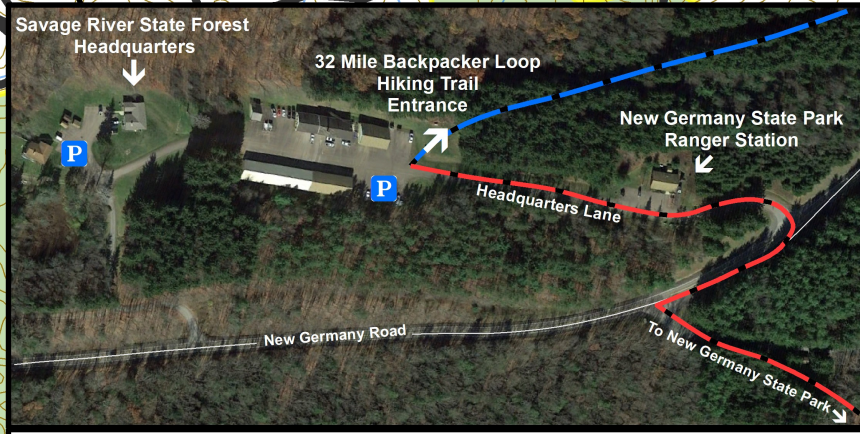 Savage River State Forest
Headquarters
32 Mile Backpacker Loop
Hiking Trail
Entrance
New Germany State Park
Ranger Station
P
P
Headquarters Lane
New Germany Road
To New Germany State Park